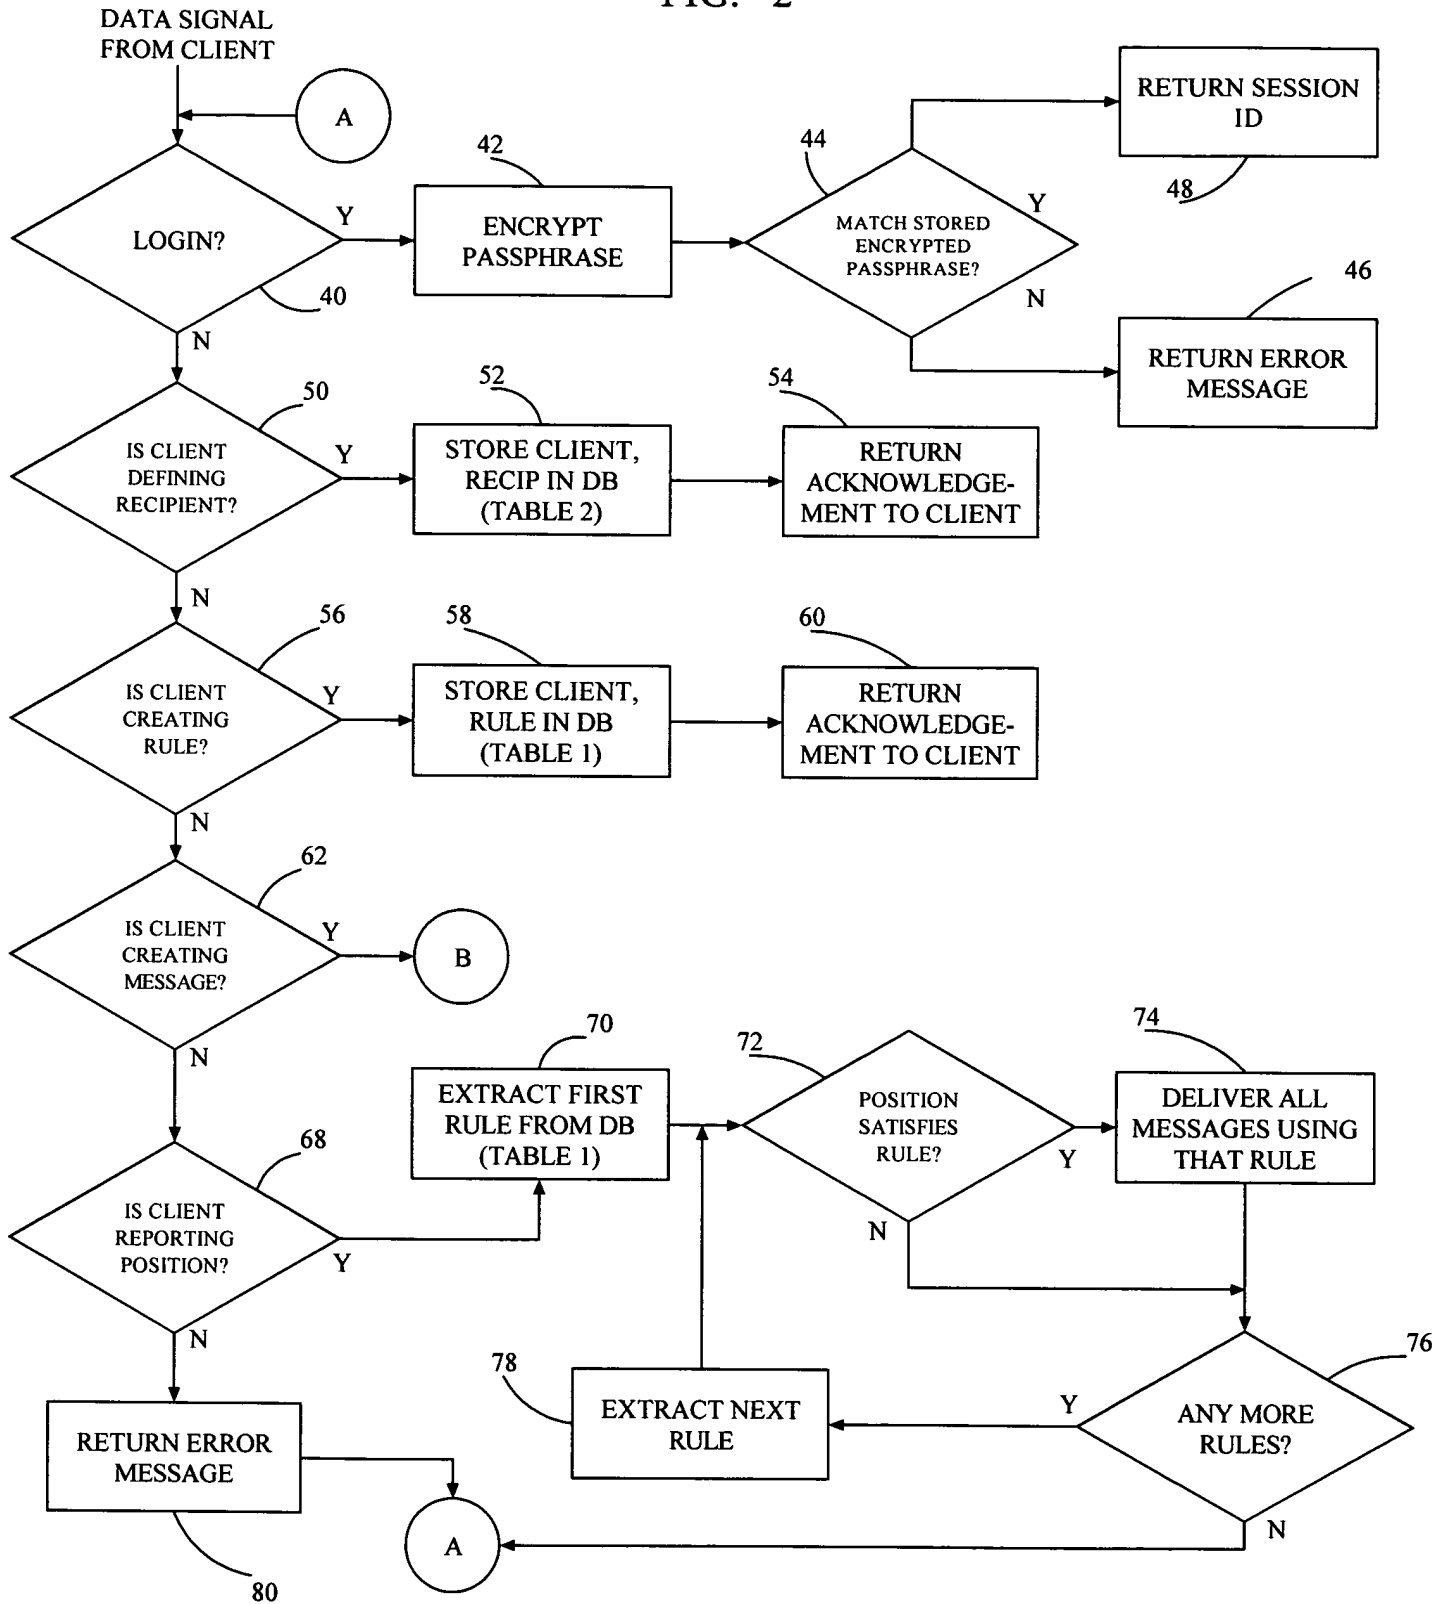 FIG. 2
DATA SIGNAL
FROM CLIENT
A
RETURN SESSION
ID
48
42
44
LOGIN?
Y
40
N
ENCRYPT
PASSPHRASE
MATCH STORED
ENCRYPTED
PASSPHRASE?
Y
N
46
RETURN ERROR
MESSAGE
50
IS CLIENT
DEFINING
RECIPIENT?
Y
N
52
STORE CLIENT,
RECIP IN DB
(TABLE 2)
54
RETURN
ACKNOWLEDGE-
MENT TO CLIENT
56
IS CLIENT
CREATING
RULE?
Y
N
58
STORE CLIENT,
RULE IN DB
(TABLE 1)
60
RETURN
ACKNOWLEDGE-
MENT TO CLIENT
62
IS CLIENT
CREATING
MESSAGE?
Y
N
B
68
IS CLIENT
REPORTING
POSITION?
Y
N
70
EXTRACT FIRST
RULE FROM DB
(TABLE 1)
72
POSITION
SATISFIES
RULE?
Y
N
74
DELIVER ALL
MESSAGES USING
THAT RULE
76
ANY MORE
RULES?
Y
N
78
EXTRACT NEXT
RULE
RETURN ERROR
MESSAGE
80
A